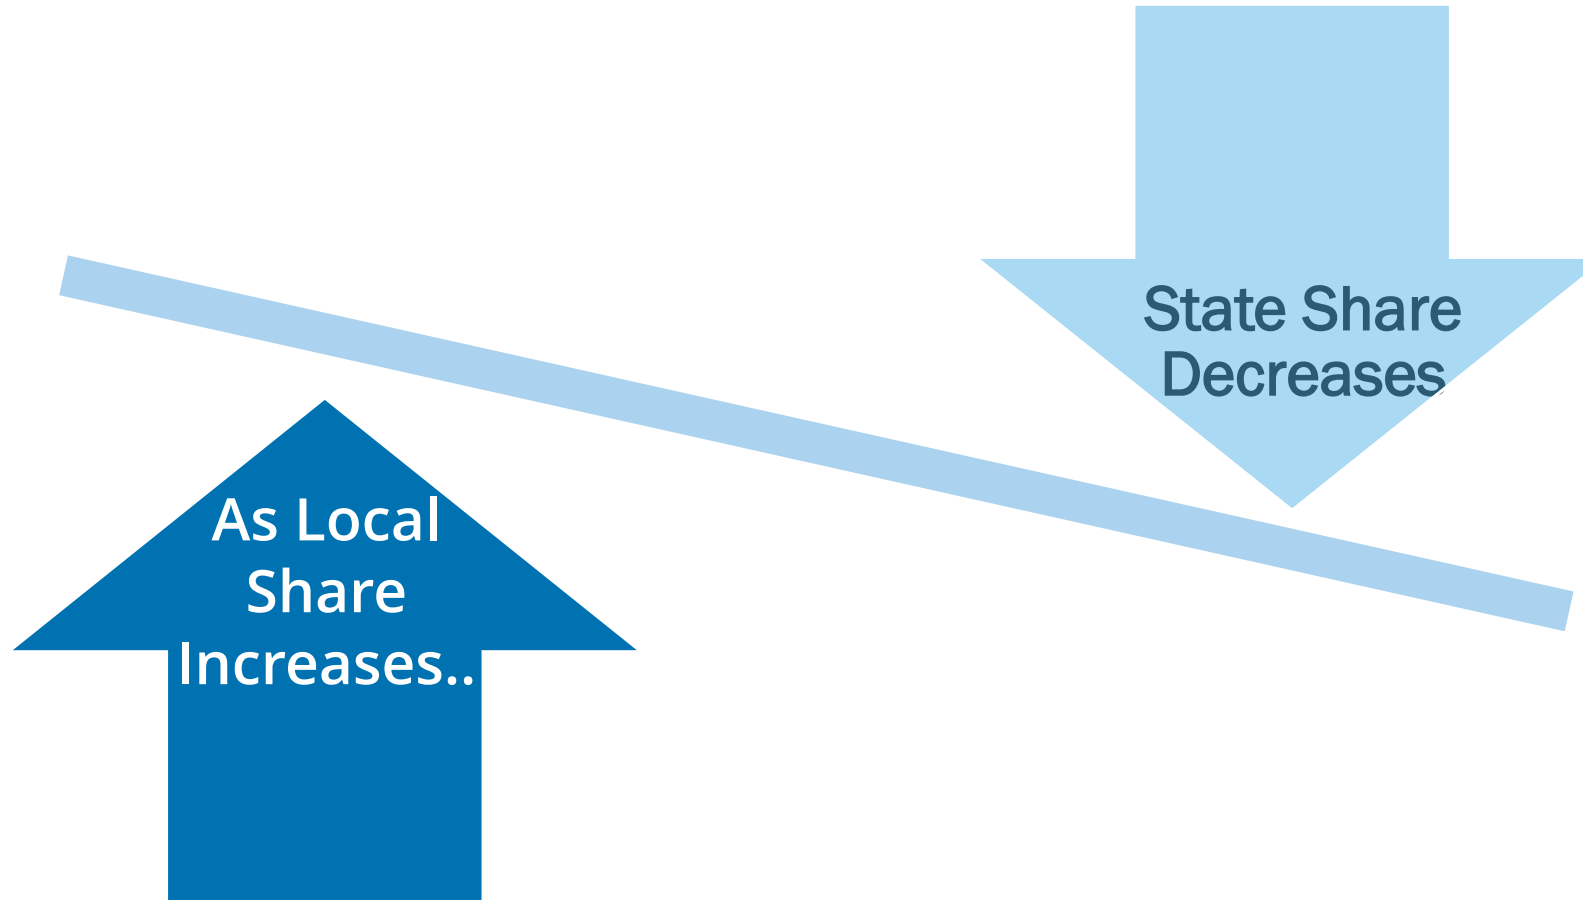 As Local
Share
Increases..
State Share
Decreases